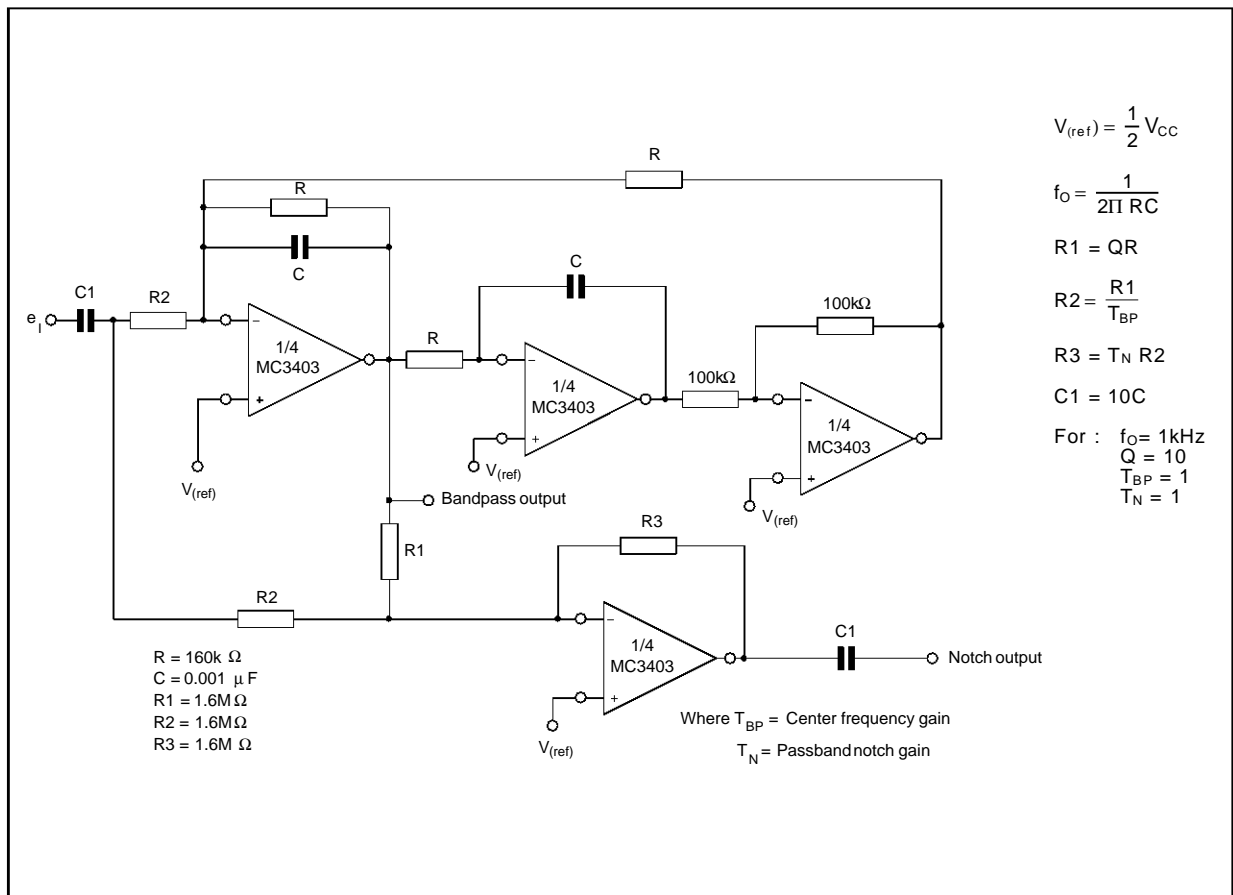 R
V(ref) = 1/2 VCC
R
fO = 1/2Π RC
C
C
C1
R2
R1 = QR
eI
−
+
1/4
MC3403
R
100kΩ
R2 = R1/TBP
−
+
1/4
MC3403
100kΩ
R3 = TN R2
−
+
1/4
MC3403
C1 = 10C
For : fO = 1kHz
Q = 10
TBP = 1
TN = 1
V(ref)
V(ref)
V(ref)
Bandpass output
R1
R3
R2
−
+
1/4
MC3403
C1
Notch output
R = 160k Ω
C = 0.001 μF
R1 = 1.6MΩ
R2 = 1.6MΩ
R3 = 1.6M Ω
V(ref)
Where TBP = Center frequency gain
TN = Passband notch gain